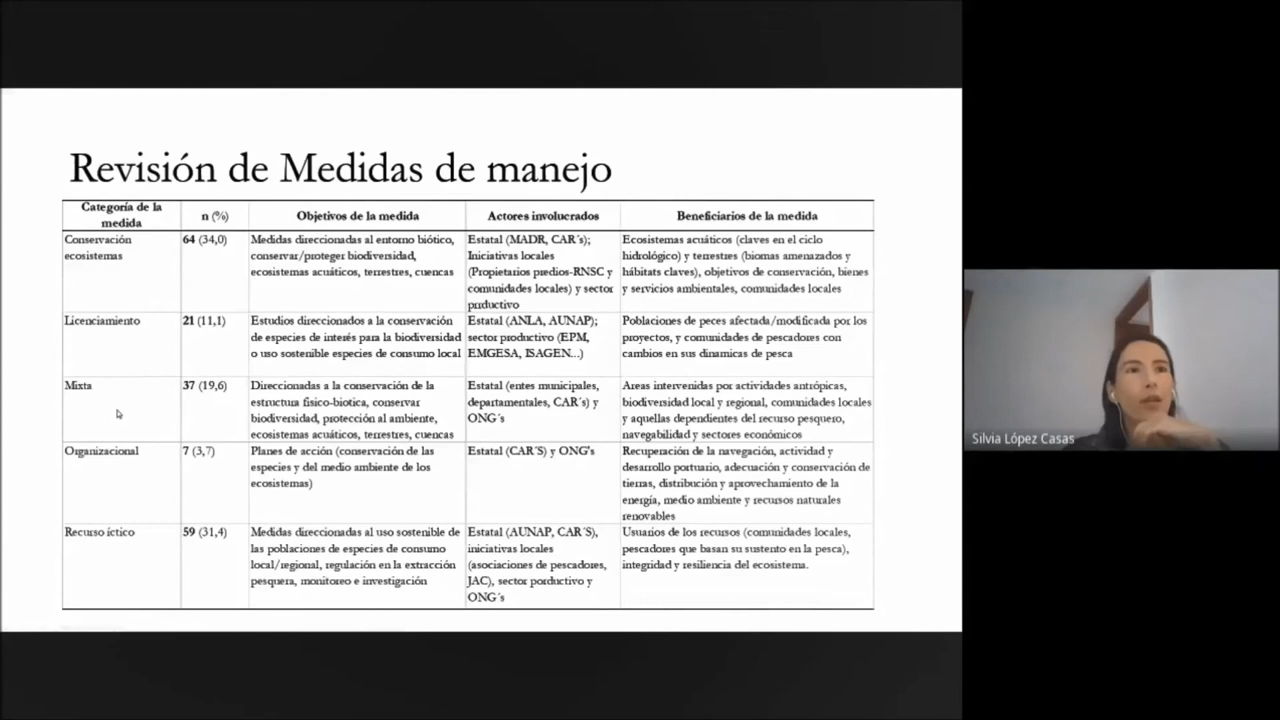 Revisión de Medidas de manejo
Categoría de la
medida
n (%)
Objetivos de la medida
Actores involucrados
Beneficiarios de la medida
Conservación
ecosistemas
64 (34,0)
Medidas direccionadas al entorno biótico,
conservar/proteger biodiversidad,
ecosistemas acuáticos, terrestres, cuencas
Estatal (MADR, CAR´s);
Iniciativas locales
(Propietarios predios-RNSC y
comunidades locales) y sector
prductivo
Ecosistemas acuáticos (claves en el ciclo
hidrológico) y terrestres (biomas amenazados y
hábitats claves), objetivos de conservación, bienes
y servicios ambientales, comunidades locales
Licenciamiento
21 (11,1)
Estudios direccionados a la conservación
de especies de interés para la biodiversidad
o uso sostenible especies de consumo local
Estatal (ANLA, AUNAP);
sector productivo (EPM,
EMGESA, ISAGEN...)
Poblaciones de peces afectada/modificada por los
proyectos, y comunidades de pescadores con
cambios en sus dinamicas de pesca
Mixta
37 (19,6)
Direccionadas a la conservación de la
estructura fisico-biotica, conservar
biodiversidad, protección al ambiente,
ecosistemas acuáticos, terrestres, cuencas
Estatal (entes municipales,
departamentales, CAR´s) y
ONG´s
Areas intervenidas por actividades antrópicas,
biodiversidad local y regional, comunidades locales
y aquellas dependientes del recurso pesquero,
navegabilidad y sectores económicos
Organizacional
7 (3,7)
Planes de acción (conservación de las
especies y del medio ambiente de los
ecosistemas)
Estatal (CAR´S) y ONG's
Recuperación de la navegación, actividad y
desarrollo portuario, adecuación y conservación de
tierras, distribución y aprovechamiento de la
energía, medio ambiente y recursos naturales
renovables
Recurso íctico
59 (31,4)
Medidas direccionadas al uso sostenible de
las poblaciones de especies de consumo
local/regional, regulación en la extracción
pesquera, monitoreo e investigación
Estatal (AUNAP, CAR´S),
iniciativas locales
(asociaciones de pescadores,
JAC), sector porductivo y
ONG´s
Usuarios de los recursos (comunidades locales,
pescadores que basan su sustento en la pesca),
integridad y resiliencia del ecosistema.
Silvia López Casas